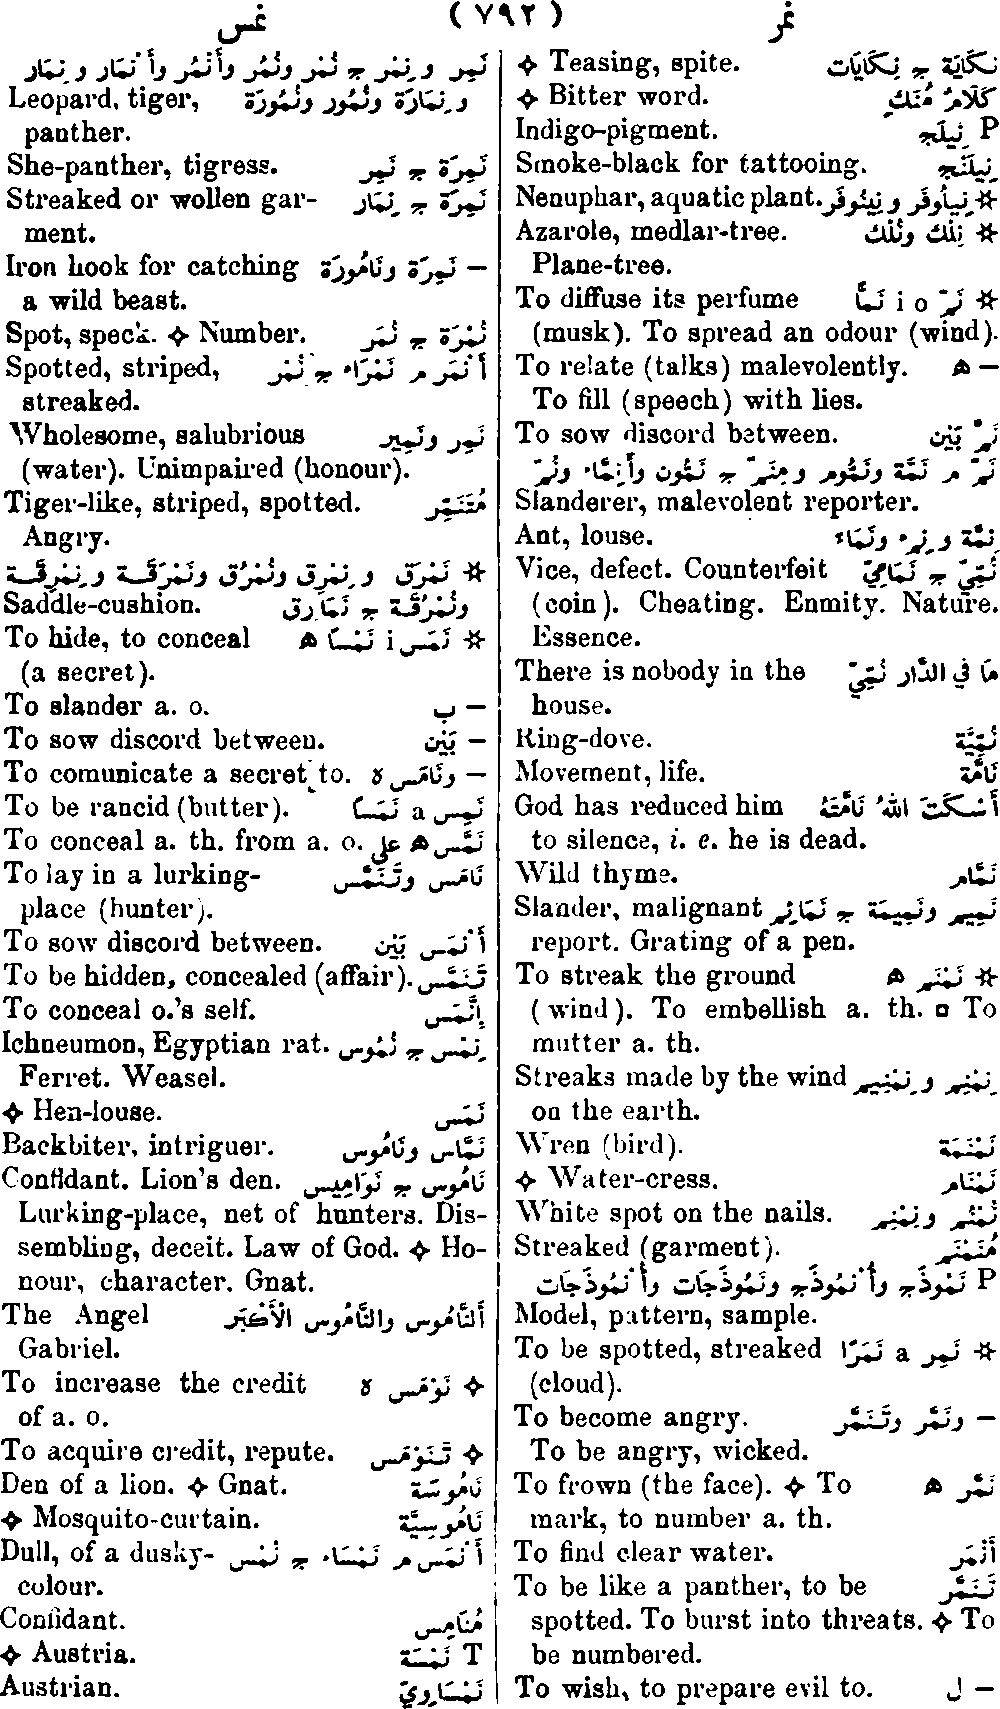 نمر (٧٩٢) نمس
✧ Teasing, spite. نِكَايَة ج نِكَايَات
✧ Bitter word. كَلَامٌ مُنَكٍ
Indigo-pigment. P نِيلَج
Smoke-black for tattooing. نِيلَنْج
Nenuphar, aquatic plant. ☆ نِيلُوفَر و نِينُوفَر
Azarole, medlar-tree. ☆ نِلْك ونُلْك
Plane-tree.
To diffuse its perfume ☆ نَمَّ i o نَمًّا
(musk). To spread an odour (wind).
To relate (talks) malevolently. – ه
To fill (speech) with lies.
To sow discord between. نَمَّ بَيْن
نَمّ م نَمَّة ونَمُّوم ومِنَمّ ج نَمُّون وأَنِمَّاء ونُمّ
Slanderer, malevolent reporter.
Ant, louse. نِمَّة و نِمْي ونَمَاء
Vice, defect. Counterfeit نُمِّيّ ج نَمَامِيّ
(coin). Cheating. Enmity. Nature.
Essence.
There is nobody in the مَا فِي الدَّار نُمِّيّ
house.
Ring-dove. نُمِّيَّة
Movement, life. نَامَّة
God has reduced him أَسْكَتَ اللهُ نَامَّتَهُ
to silence, i. e. he is dead.
Wild thyme. نَمَّام
Slander, malignant نَمِيم ونَمِيمَة ج نَمَائِم
report. Grating of a pen.
To streak the ground ☆ نَمْنَم ه
(wind). To embellish a. th. ▫ To
mutter a. th.
Streaks made by the wind نِمْنِم و نِمْنِيم
on the earth.
Wren (bird). نَمْنَمَة
✧ Water-cress. نَمْنَام
White spot on the nails. نُمْنُم ونِمْنِم
Streaked (garment). مُنَمْنَم
P نَمُوذَج وأُنْمُوذَج ونَمُوذَجَات وأُنْمُوذَجَات
Model, pattern, sample.
To be spotted, streaked ☆ نَمِر a نَمَرًا
(cloud).
To become angry. – ونَمَّر وتَنَمَّر
To be angry, wicked.
To frown (the face). ✧ To نَمَّر ه
mark, to number a. th.
To find clear water. أَنْمَر
To be like a panther, to be تَنَمَّر
spotted. To burst into threats. ✧ To
be numbered.
To wish, to prepare evil to. – ل
نَمِر و نِمْر ج نُمْر ونُمُر وأَنْمُر وأَنْمَار و نِمَار
Leopard, tiger, و نِمَارَة ونُمُور ونُمُورَة
panther.
She-panther, tigress. نَمِرَة ج نَمِر
Streaked or wollen gar- نَمِرَة ج نِمَار
ment.
Iron hook for catching – نَمِرَة ونَامُورَة
a wild beast.
Spot, speck. ✧ Number. نُمْرَة ج نُمَر
Spotted, striped, أَنْمَر م نَمْرَاء ج نُمْر
streaked.
Wholesome, salubrious نَمِر ونَمِير
(water). Unimpaired (honour).
Tiger-like, striped, spotted. مُتَنَمِّر
Angry.
☆ نَمْرَق و نِمْرِق ونُمْرُق ونَمْرَقَة و نِمْرِقَة
Saddle-cushion. ونُمْرُقَة ج نَمَارِق
To hide, to conceal ☆ نَمَس i نَمْسًا ه
(a secret).
To slander a. o. – ب
To sow discord between. – بَيْن
To comunicate a secret to. – ونَامَس ه
To be rancid (butter). نَمِس a نَمَسًا
To conceal a. th. from a. o. نَمَّس ه على
To lay in a lurking- نَامَس وتَنَمَّس
place (hunter).
To sow discord between. أَنْمَس بَيْن
To be hidden, concealed (affair). تَنَمَّس
To conceal o.'s self. إِنَّمَس
Ichneumon, Egyptian rat. نِمْس ج نُمُوس
Ferret. Weasel.
✧ Hen-louse. نَمَس
Backbiter, intriguer. نَمَّاس ونَامُوس
Confidant. Lion's den. نَامُوس ج نَوَامِيس
Lurking-place, net of hunters. Dis-
sembling, deceit. Law of God. ✧ Ho-
nour, character. Gnat.
The Angel أَلنَّامُوس والنَّامُوس الْأَكْبَر
Gabriel.
To increase the credit ✧ نَوْمَس ه
of a. o.
To acquire credit, repute. ✧ تَنَوْمَس
Den of a lion. ✧ Gnat. نَامُوسَة
✧ Mosquito-curtain. نَامُوسِيَّة
Dull, of a dusky- أَنْمَس م نَمْسَاء ج نُمْس
colour.
Confidant. مُنَامِس
✧ Austria. T نَمْسَة
Austrian. نَمْسَاوِيّ